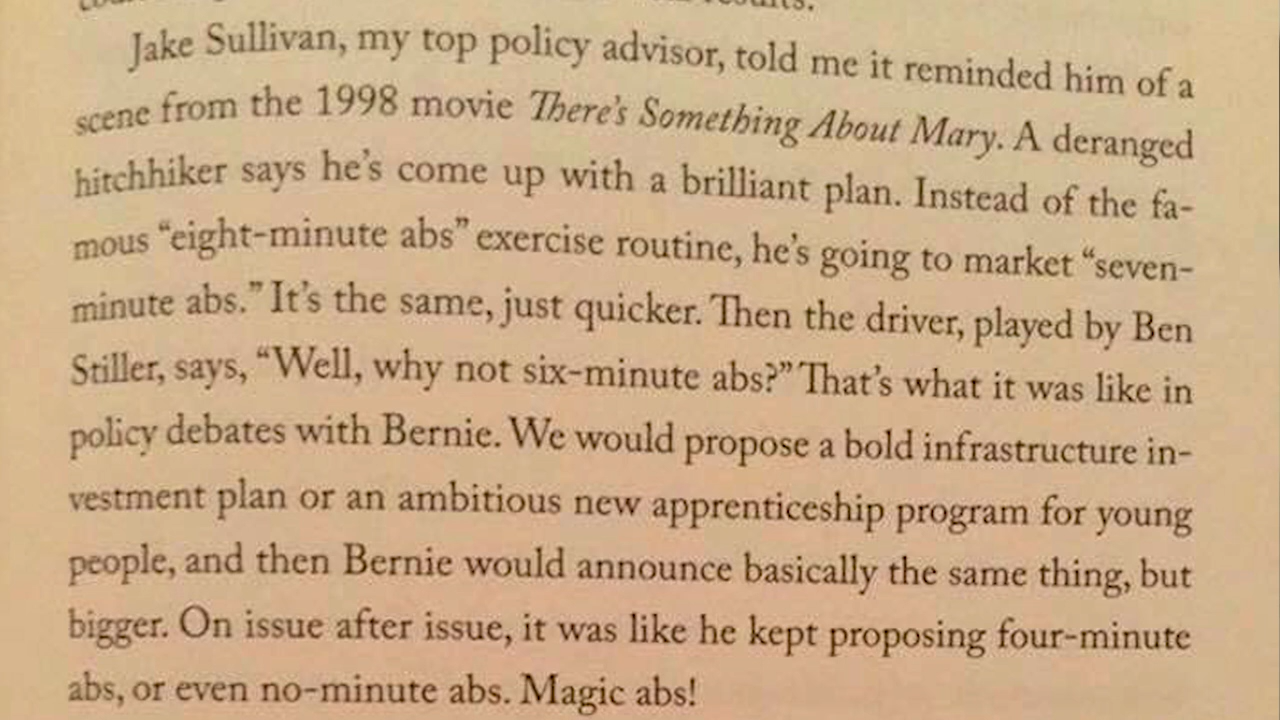 results.
Jake Sullivan, my top policy advisor, told me it reminded him of a
scene from the 1998 movie There's Something About Mary. A deranged
hitchhiker says he's come up with a brilliant plan. Instead of the fa-
mous “eight-minute abs” exercise routine, he's going to market “seven-
minute abs.” It's the same, just quicker. Then the driver, played by Ben
Stiller, says, “Well, why not six-minute abs?” That's what it was like in
policy debates with Bernie. We would propose a bold infrastructure in-
vestment plan or an ambitious new apprenticeship program for young
people, and then Bernie would announce basically the same thing, but
bigger. On issue after issue, it was like he kept proposing four-minute
abs, or even no-minute abs. Magic abs!